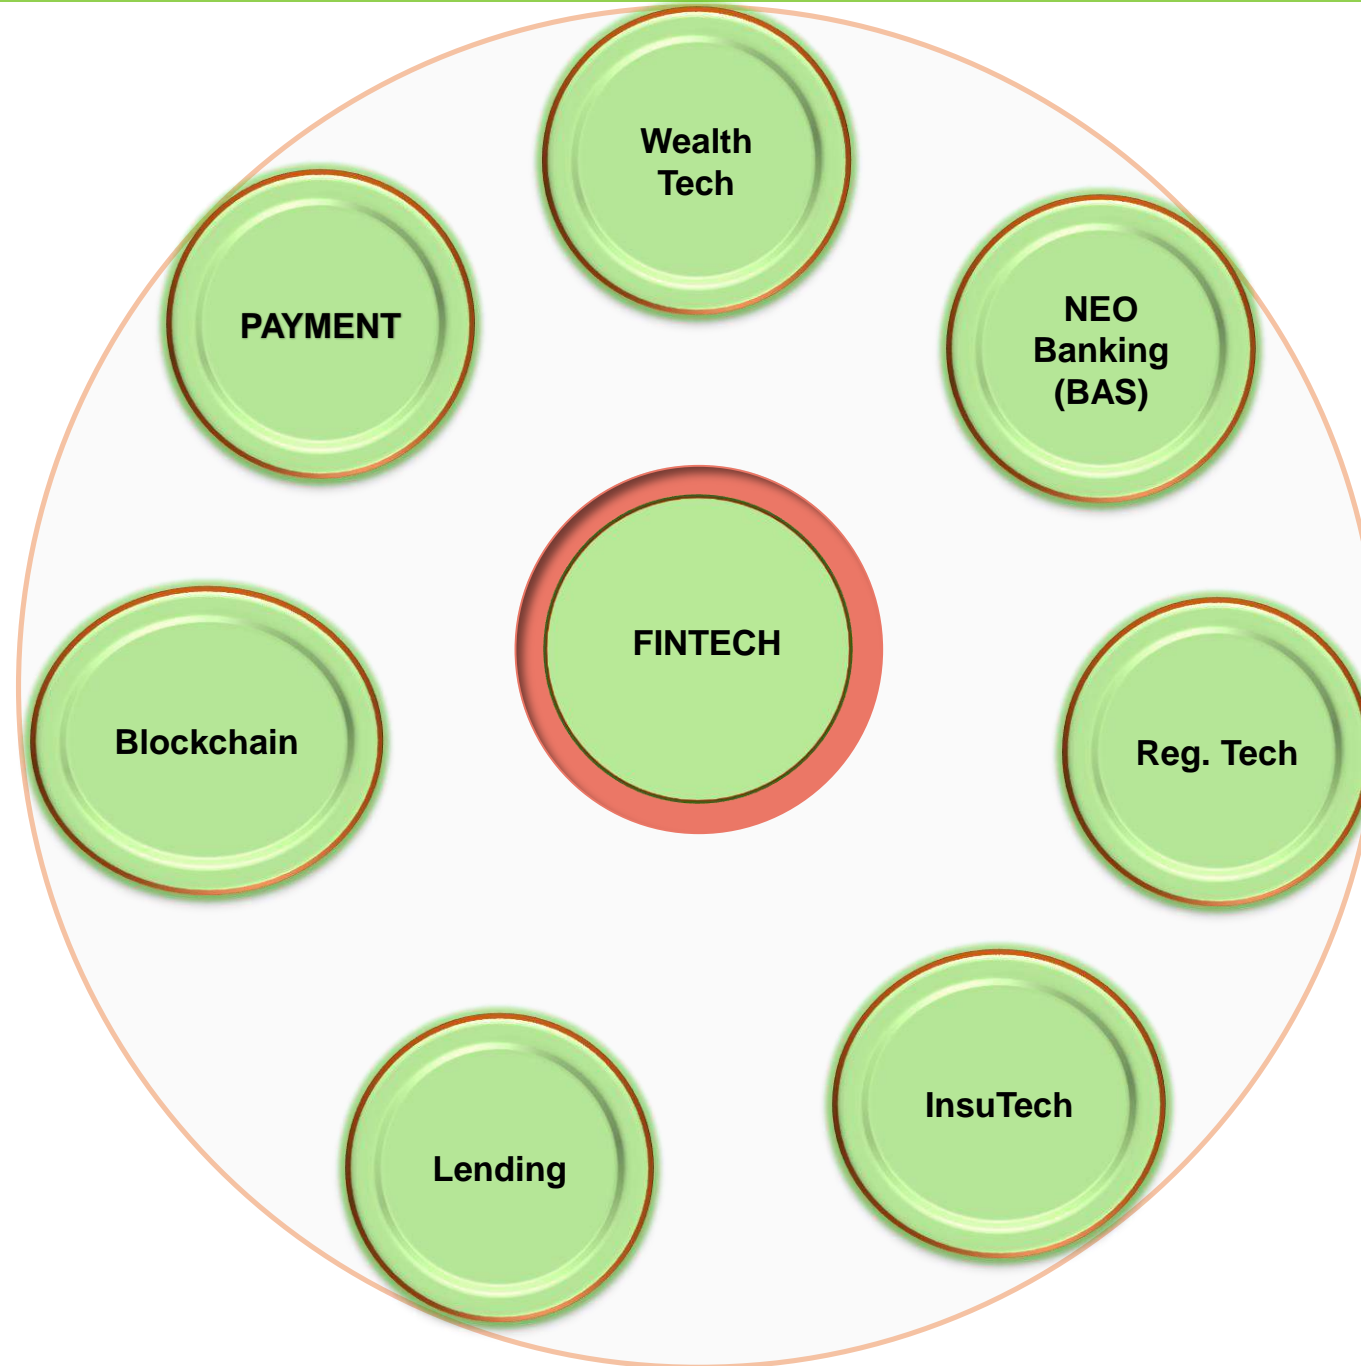 Wealth
Tech
PAYMENT
NEO
Banking
(BAS)
FINTECH
Blockchain
Reg. Tech
InsuTech
Lending